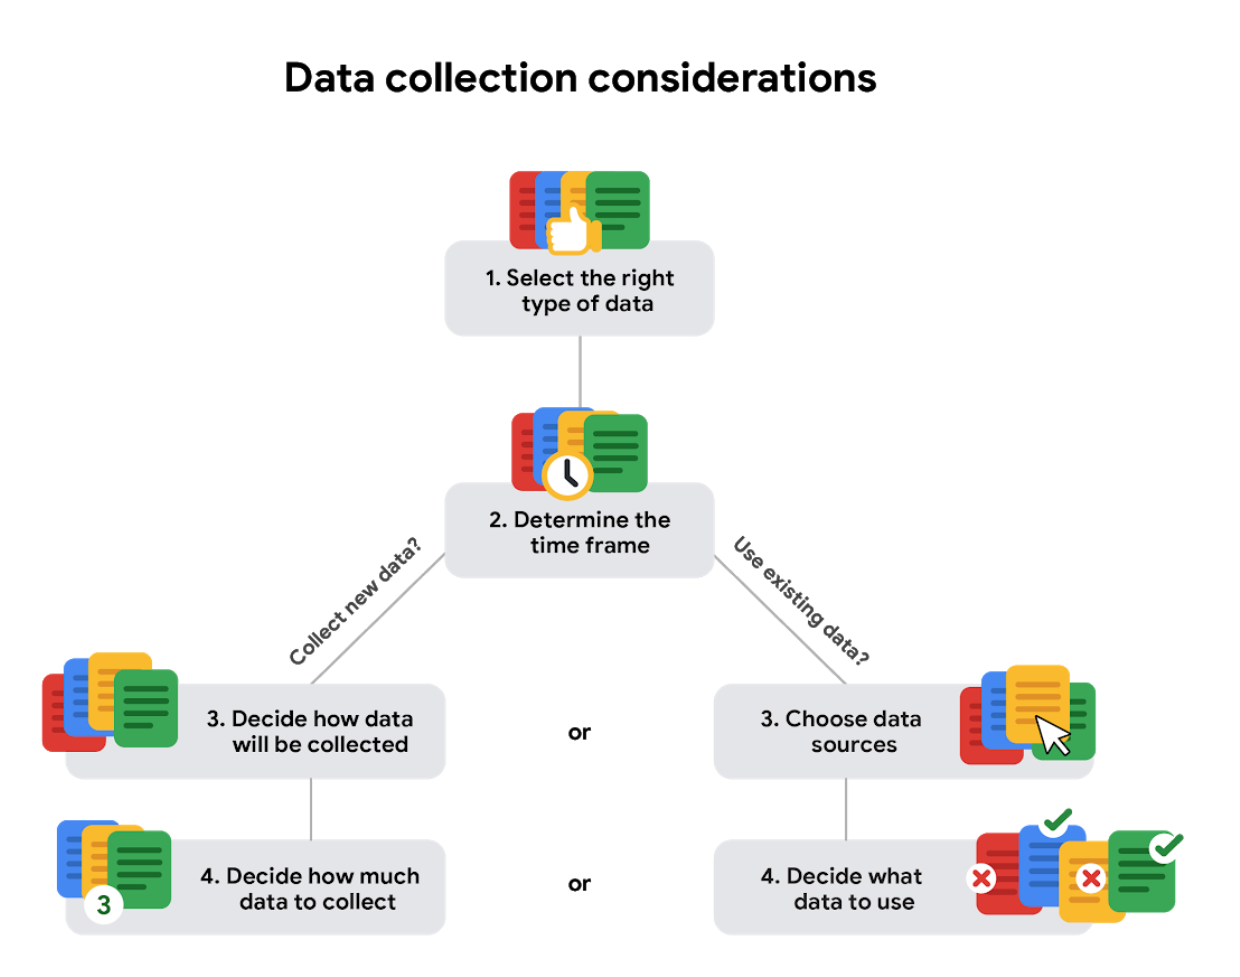 Data collection considerations
1. Select the right
type of data
2. Determine the
time frame
Collect new data?
Use existing data?
3. Decide how data
will be collected
or
3. Choose data
sources
4. Decide how much
data to collect
3
or
4. Decide what
data to use